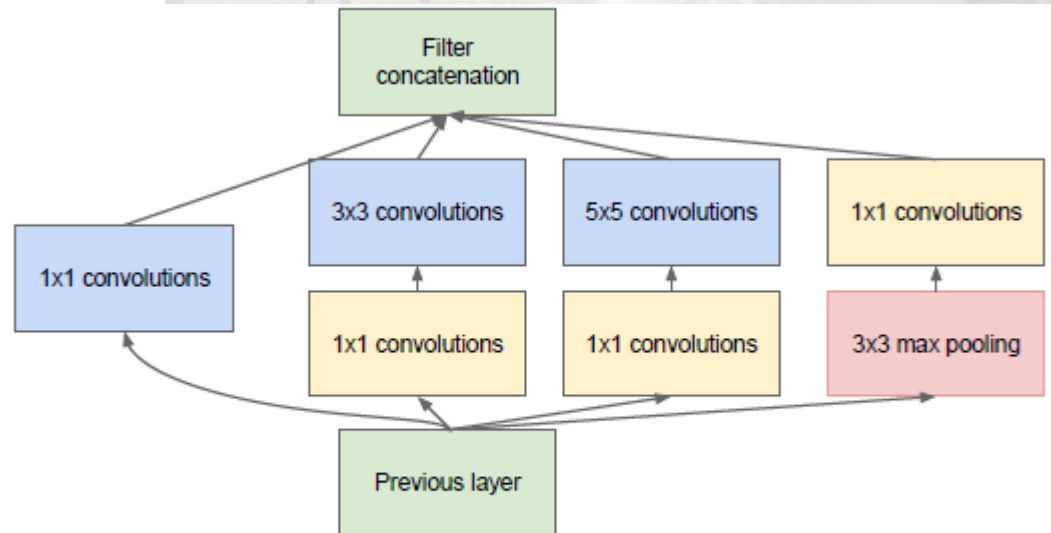 Filter
concatenation
3x3 convolutions
5x5 convolutions
1x1 convolutions
1x1 convolutions
1x1 convolutions
1x1 convolutions
3x3 max pooling
Previous layer